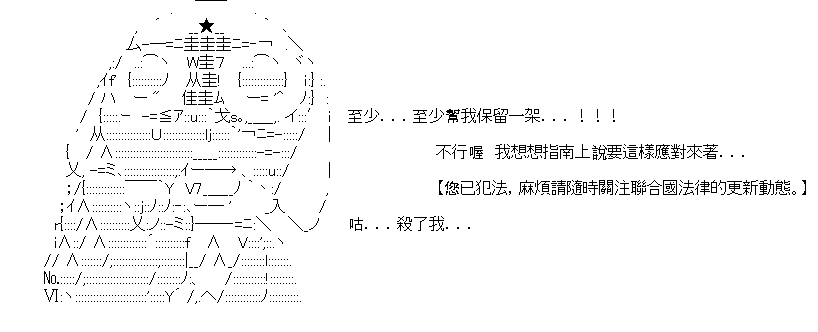 至少...至少幫我保留一架...！！！
不行喔 我想想指南上說要這樣應對來著...
【您已犯法,麻煩請隨時關注聯合國法律的更新動態。】
咕...殺了我...